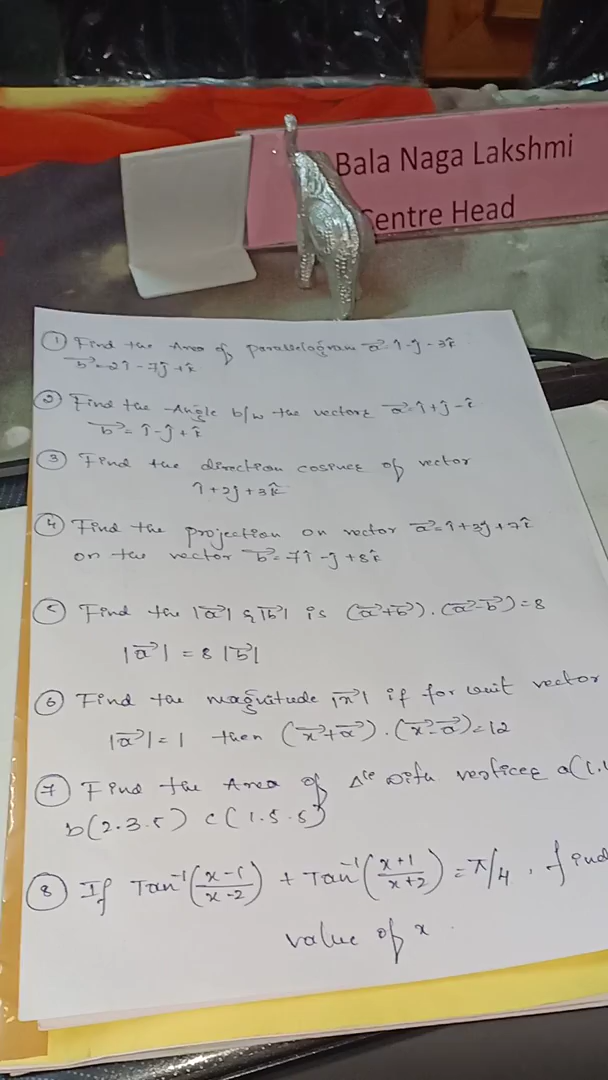 Bala Naga Lakshmi
Centre Head
① Find the Area of parallelogram a⃗ = î - ĵ - 3k̂
b⃗ = 2î - 7ĵ + k̂
② Find the Angle b/w the vectors a⃗ = î + ĵ - k̂
b⃗ = î - ĵ + k̂
③ Find the direction cosines of vector
î + 2ĵ + 3k̂
④ Find the projection on vector a⃗ = î + 3ĵ + 7k̂
on the vector b⃗ = 7î - ĵ + 8k̂
⑤ Find the |a⃗| & |b⃗| is (a⃗ + b⃗) . (a⃗ - b⃗) = 8
|a⃗| = 8 |b⃗|
⑥ Find the magnitude |x⃗| if for unit vector
|a⃗| = 1 then (x⃗ + a⃗) . (x⃗ - a⃗) = 12
⑦ Find the Area of Δle with vertices a(1.
b(2.3.5) c(1.5.5)
⑧ If Tan⁻¹((x-1)/(x-2)) + Tan⁻¹((x+1)/(x+2)) = π/4 , find
value of x .